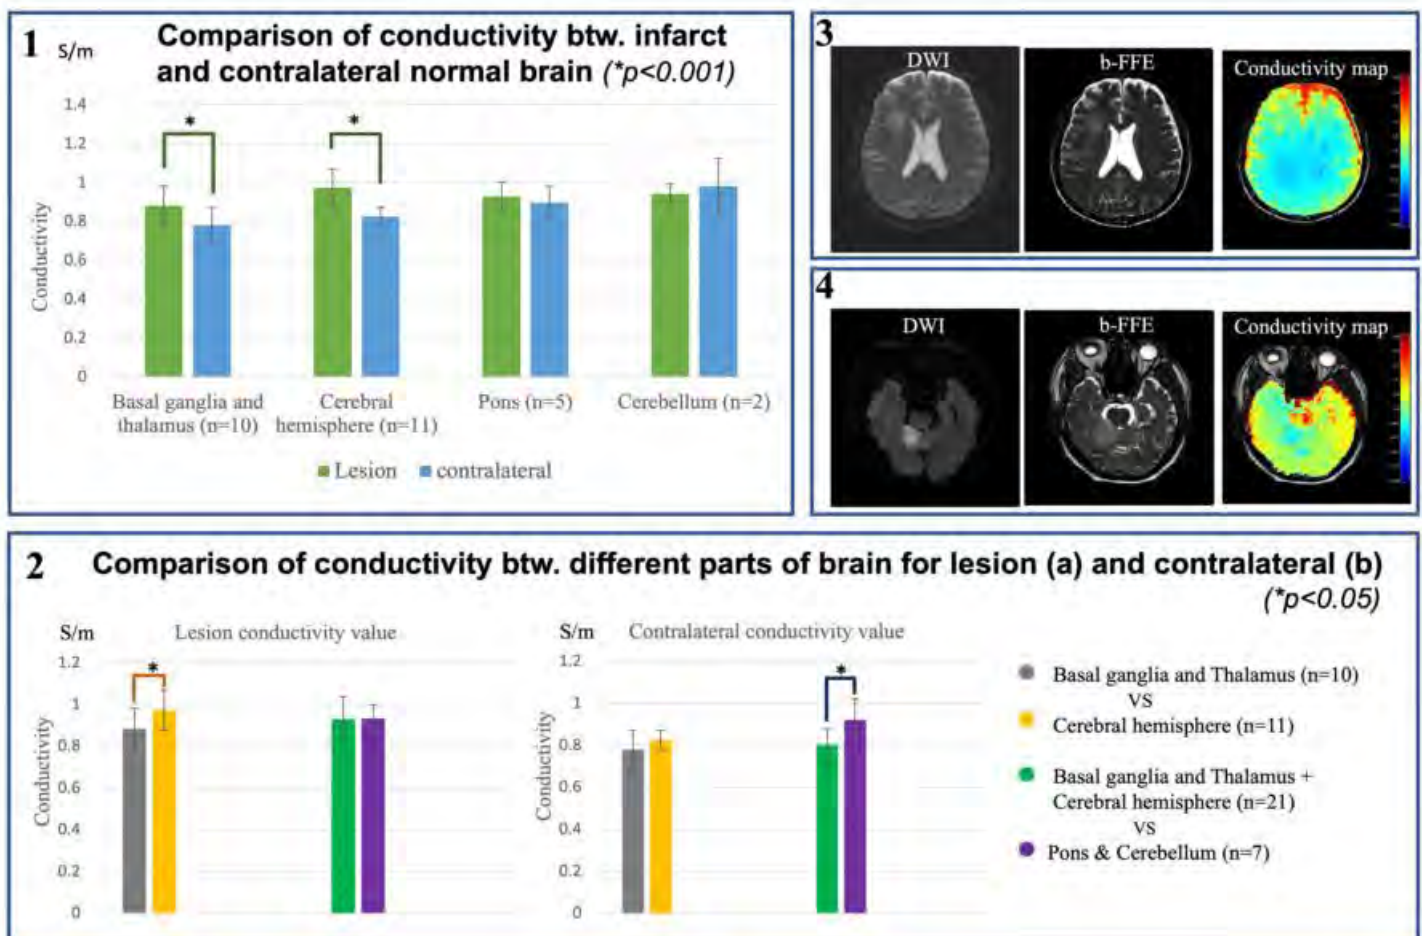 1
S/m
Comparison of conductivity btw. infarct
and contralateral normal brain (*p<0.001)
1.4
1.2
1
0.8
0.6
0.4
0.2
0
Conductivity
*
*
Basal ganglia and
thalamus (n=10)
Cerebral
hemisphere (n=11)
Pons (n=5)
Cerebellum (n=2)
Lesion
contralateral
3
DWI
b-FFE
Conductivity map
4
DWI
b-FFE
Conductivity map
2
Comparison of conductivity btw. different parts of brain for lesion (a) and contralateral (b)
(*p<0.05)
S/m
Lesion conductivity value
1.2
1
0.8
0.6
0.4
0.2
0
Conductivity
*
S/m
Contralateral conductivity value
1.2
1
0.8
0.6
0.4
0.2
0
Conductivity
*
Basal ganglia and Thalamus (n=10)
VS
Cerebral hemisphere (n=11)
Basal ganglia and Thalamus +
Cerebral hemisphere (n=21)
VS
Pons & Cerebellum (n=7)